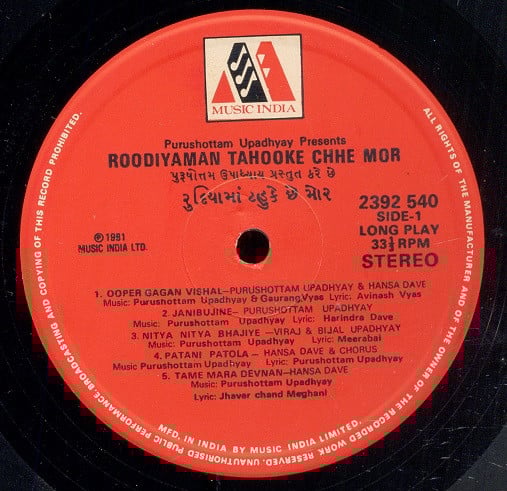 MUSIC INDIA
Purushottam Upadhyay Presents
ROODIYAMAN TAHOOKE CHHE MOR
પુરૂષોત્તમ ઉપાધ્યાય પ્રસ્તુત કરે છે
રુદિયામાં ટહુકે છે મોર
2392 540
SIDE-1
LONG PLAY
33⅓ RPM
STEREO
℗ 1981
MUSIC INDIA LTD.
1. OOPER GAGAN VISHAL—PURUSHOTTAM UPADHYAY & HANSA DAVE
Music: Purushottam Upadhyay & Gaurang Vyas Lyric: Avinash Vyas
2. JANIBUJINE— PURUSHOTTAM UPADHYAY
Music: Purushottam Upadhyay Lyric: Harindra Dave
3. NITYA NITYA BHAJIYE —VIRAJ & BIJAL UPADHYAY
Music: Purushottam Upadhyay Lyric: Meerabai
4. PATANI PATOLA — HANSA DAVE & CHORUS
Music Purushottam Upadhyay Lyric: Purushottam Upadhyay
5. TAME MARA DEVNAN—HANSA DAVE
Music: Purushottam Upadhyay
Lyric: Jhaver chand Meghani
MFD. IN INDIA BY MUSIC INDIA LIMITED.
ALL RIGHTS OF THE MANUFACTURER AND OF THE OWNER OF THE RECORDED WORK RESERVED. UNAUTHORISED PUBLIC PERFORMANCE BROADCASTING AND COPYING OF THIS RECORD PROHIBITED.